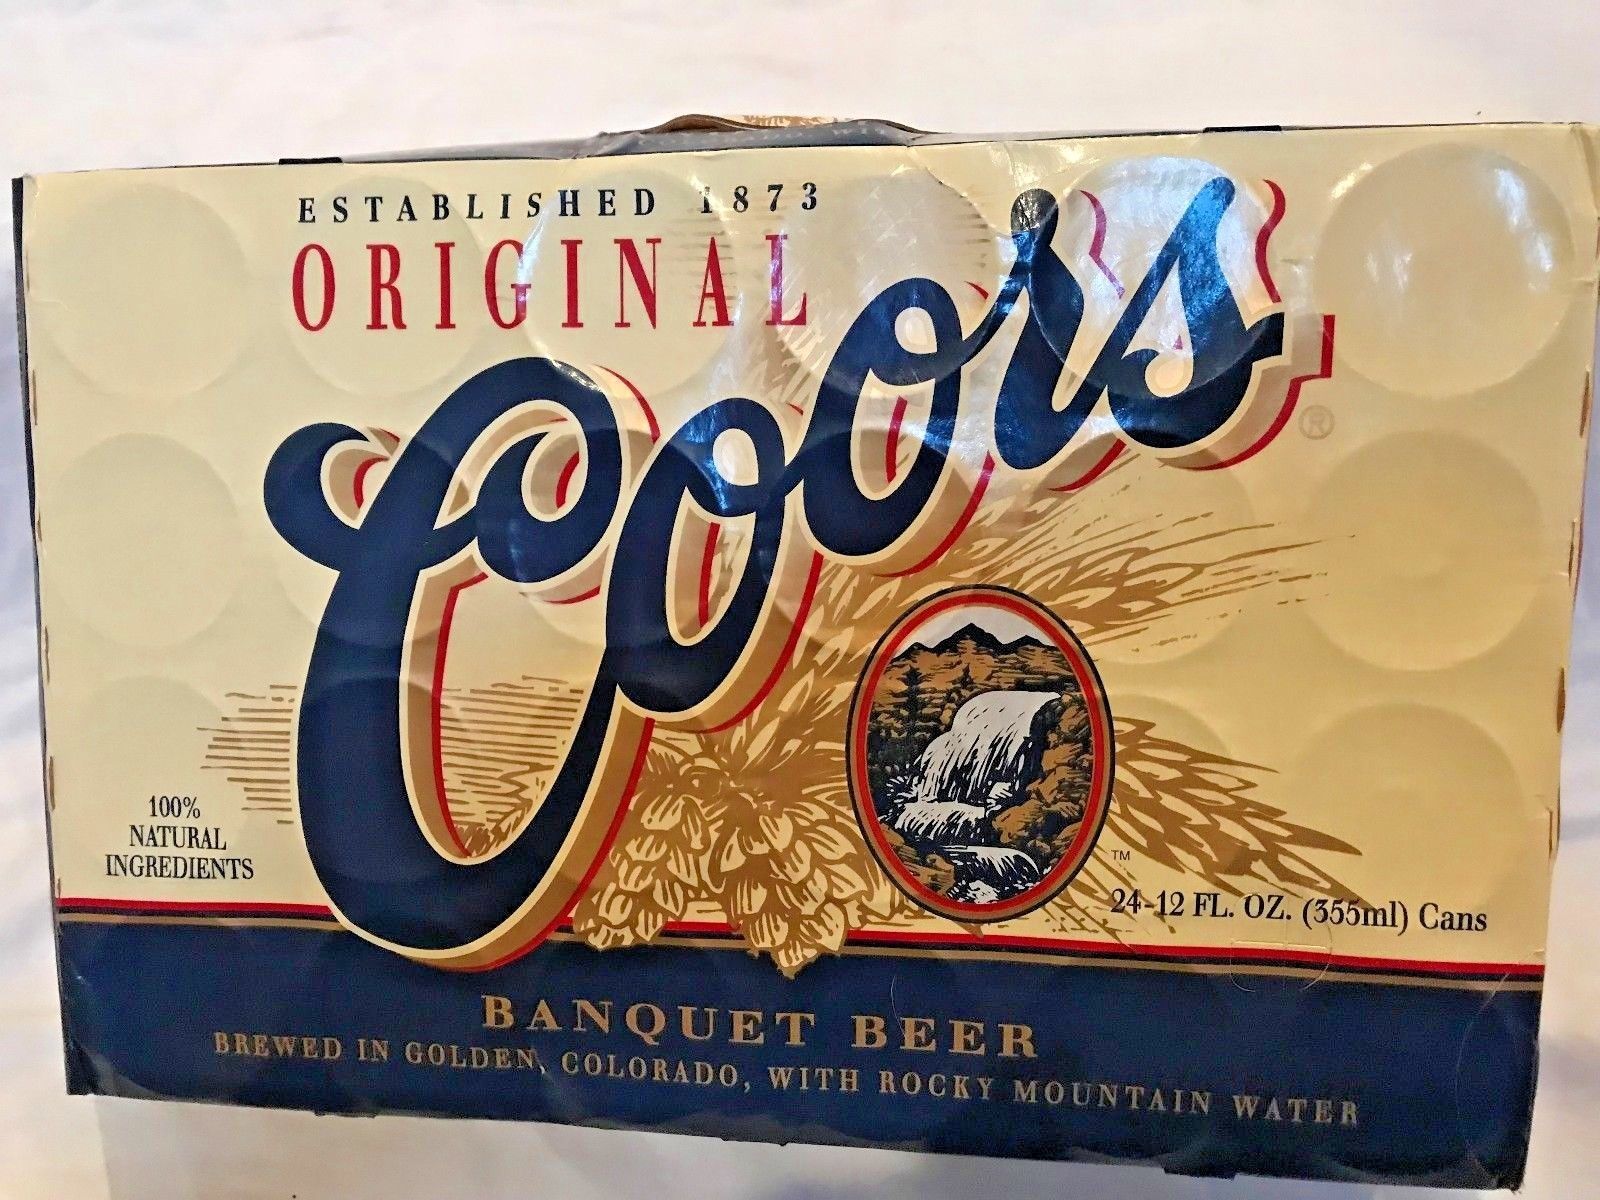 ESTABLISHED 1873
ORIGINAL
Coors
®
100%
NATURAL
INGREDIENTS
TM
24-12 FL. OZ. (355ml) Cans
BANQUET BEER
BREWED IN GOLDEN, COLORADO, WITH ROCKY MOUNTAIN WATER